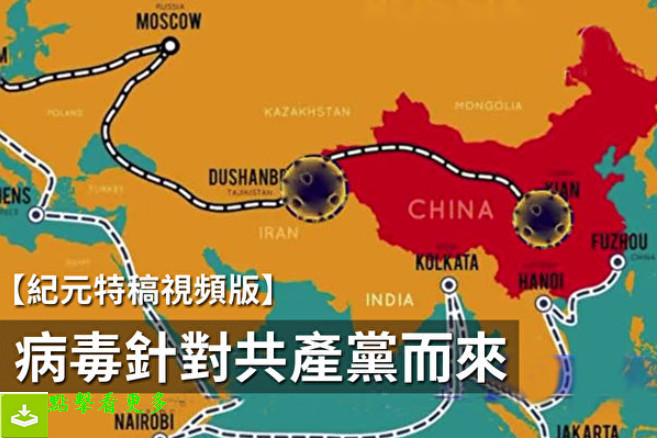 RUSSIA
MOSCOW
POLAND
KAZAKHSTAN
MONGOLIA
DUSHANBE
TAJIKISTAN
TURKEY
ENS
CHINA
XIAN
IRAN
FUZHOU
CHINA
KOLKATA
HANOI
EGYPT
INDIA
【紀元特稿視頻版】
病毒針對共產黨而來
點擊看更多
NAIROBI
JAKARTA